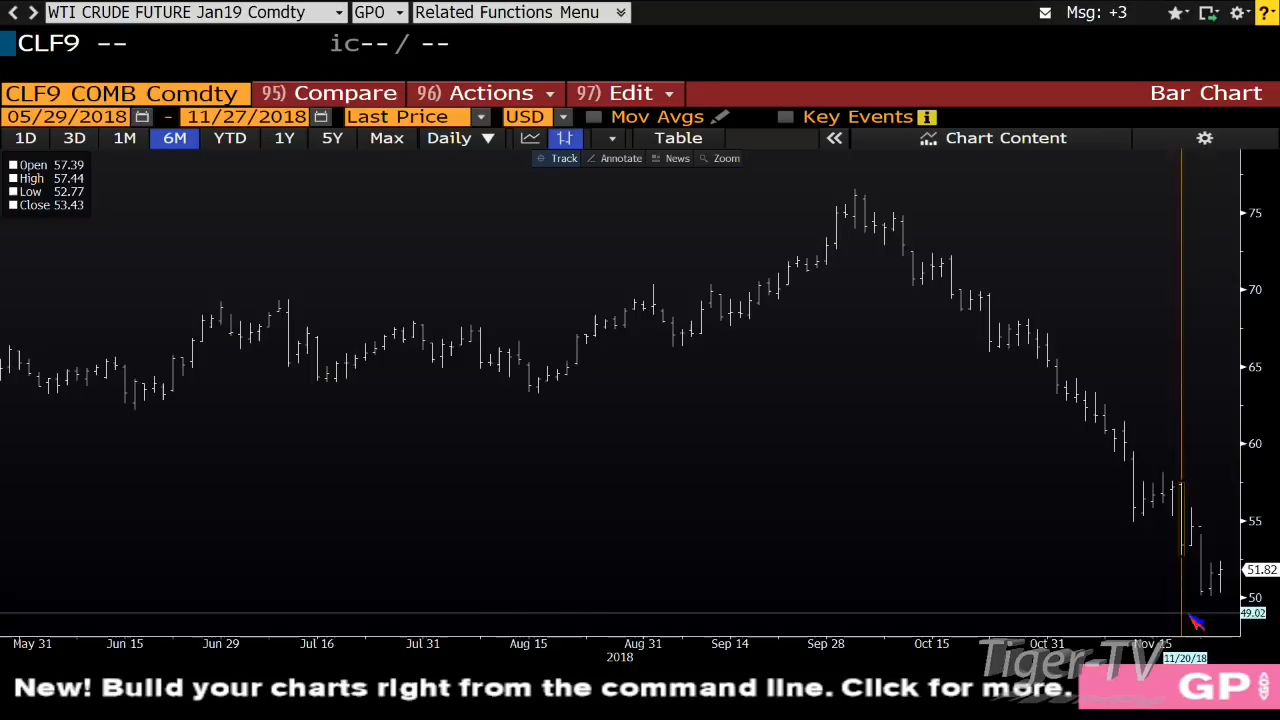 WTI CRUDE FUTURE Jan19 Comdty GPO Related Functions Menu Msg: +3 ?
CLF9 -- ic-- / --
CLF9 COMB Comdty 95) Compare 96) Actions 97) Edit Bar Chart
05/29/2018 - 11/27/2018 Last Price USD Mov Avgs Key Events i
1D 3D 1M 6M YTD 1Y 5Y Max Daily Table Chart Content
Track Annotate News Zoom
Open 57.39
High 57.44
Low 52.77
Close 53.43
75
70
65
60
55
51.82
50
49.02
May 31 Jun 15 Jun 29 Jul 16 Jul 31 Aug 15 Aug 31 Sep 14 Sep 28 Oct 15 Oct 31 Nov 15
2018 11/20/18
Tiger-TV
New! Build your charts right from the command line. Click for more. GP